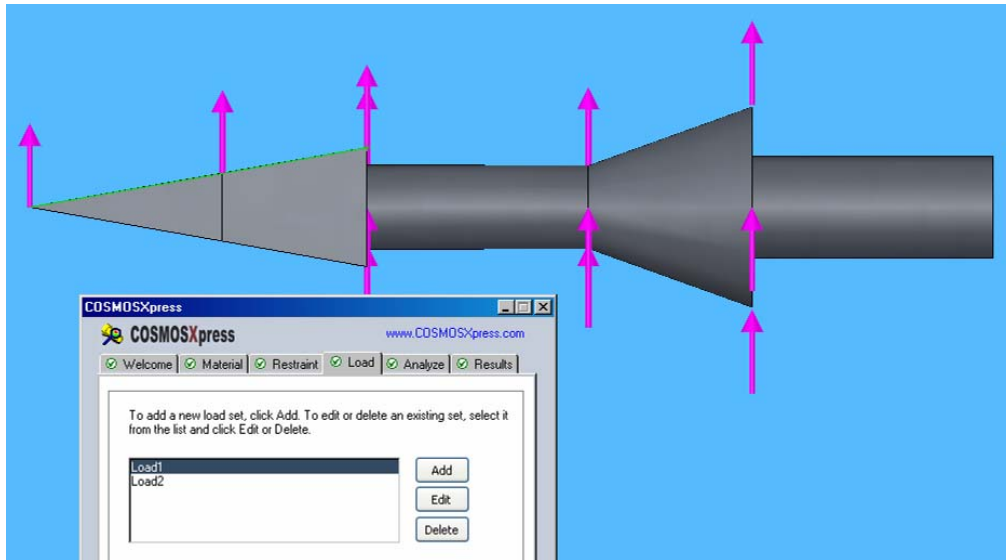 COSMOSXpress
COSMOSXpress www.COSMOSXpress.com
Welcome Material Restraint Load Analyze Results
To add a new load set, click Add. To edit or delete an existing set, select it
from the list and click Edit or Delete.
Load1
Load2
Add
Edit
Delete